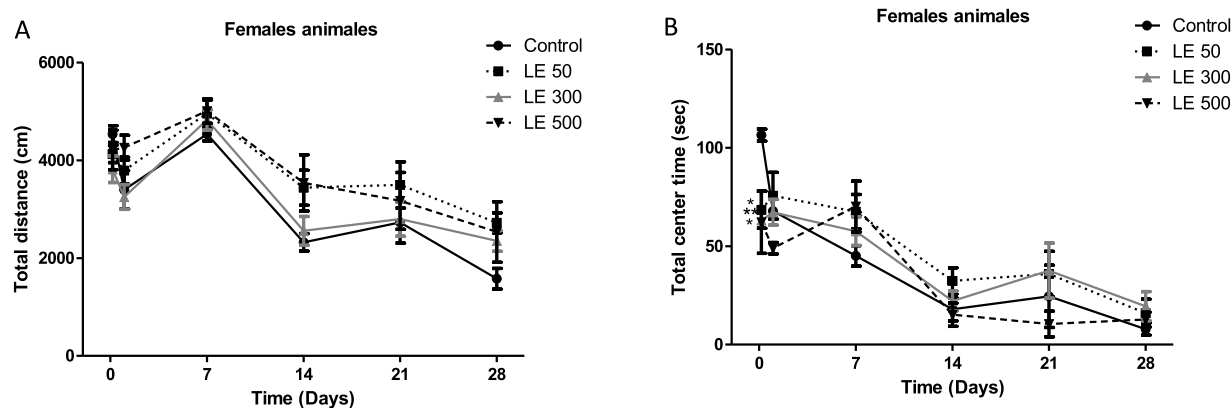 A
Females animales
Control
LE 50
LE 300
LE 500
6000
4000
2000
0
Total distance (cm)
0 7 14 21 28
Time (Days)
B
Females animales
Control
LE 50
LE 300
LE 500
150
100
50
0
Total center time (sec)
*
**
*
0 7 14 21 28
Time (Days)